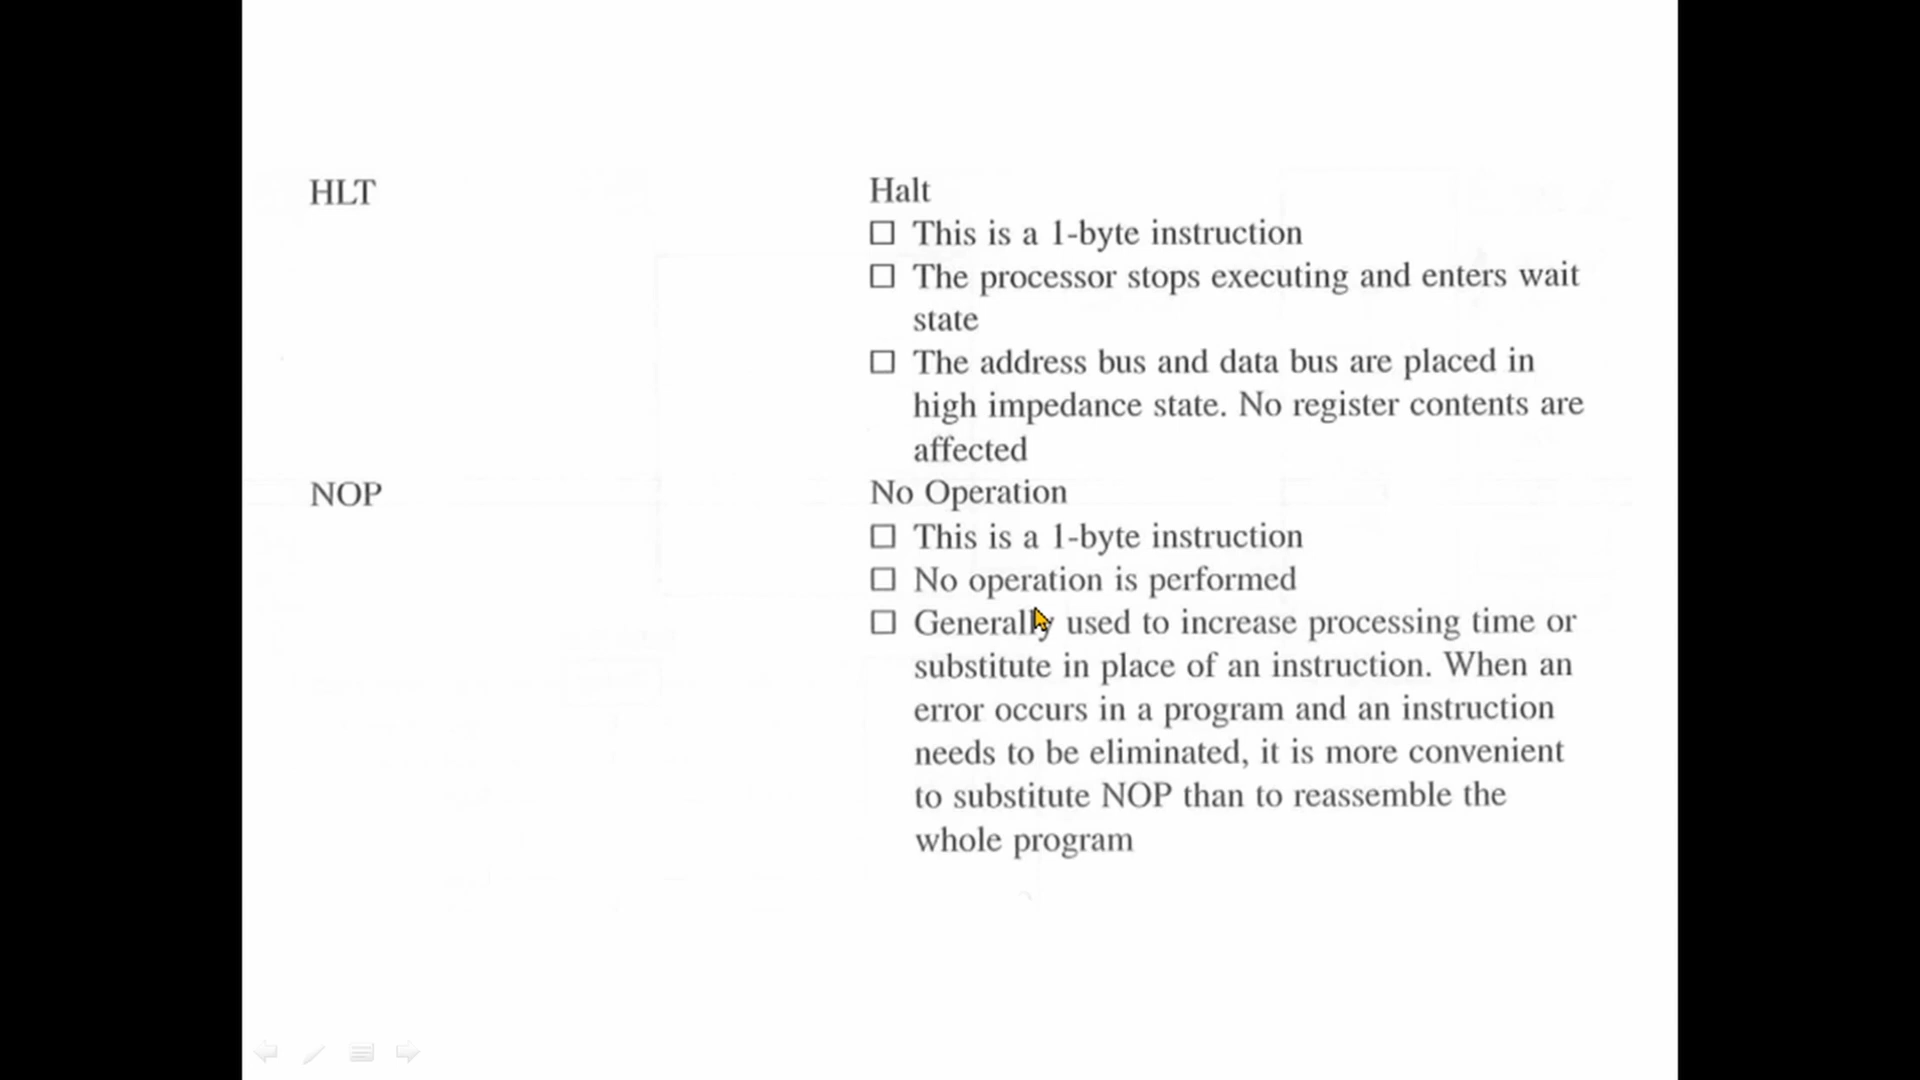 HLT Halt
☐ This is a 1-byte instruction
☐ The processor stops executing and enters wait
state
☐ The address bus and data bus are placed in
high impedance state. No register contents are
affected
NOP No Operation
☐ This is a 1-byte instruction
☐ No operation is performed
☐ Generally used to increase processing time or
substitute in place of an instruction. When an
error occurs in a program and an instruction
needs to be eliminated, it is more convenient
to substitute NOP than to reassemble the
whole program